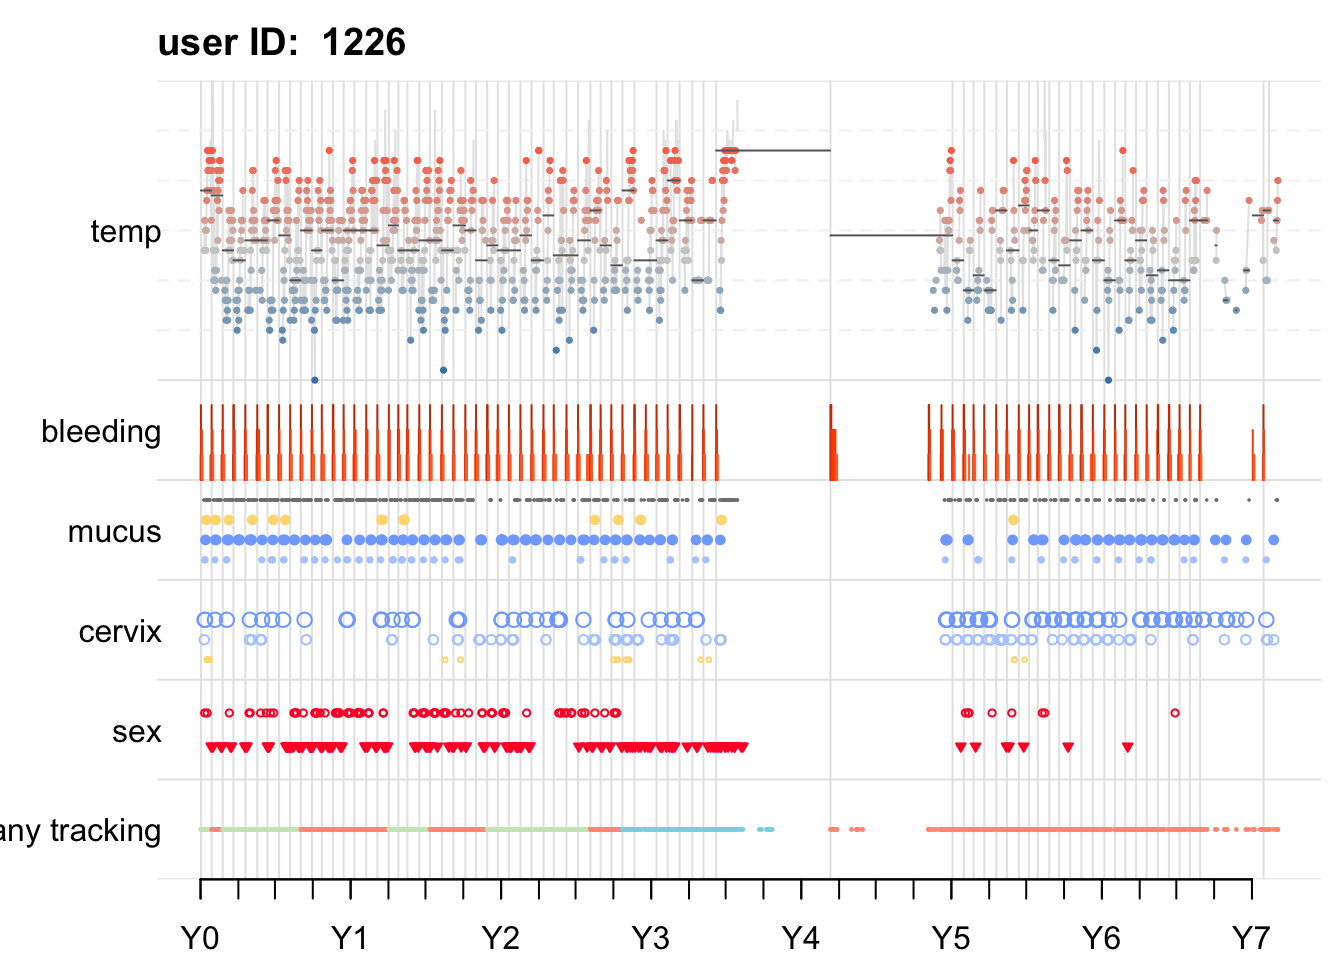 user ID: 1226
temp
bleeding
mucus
cervix
sex
any tracking
Y0 Y1 Y2 Y3 Y4 Y5 Y6 Y7